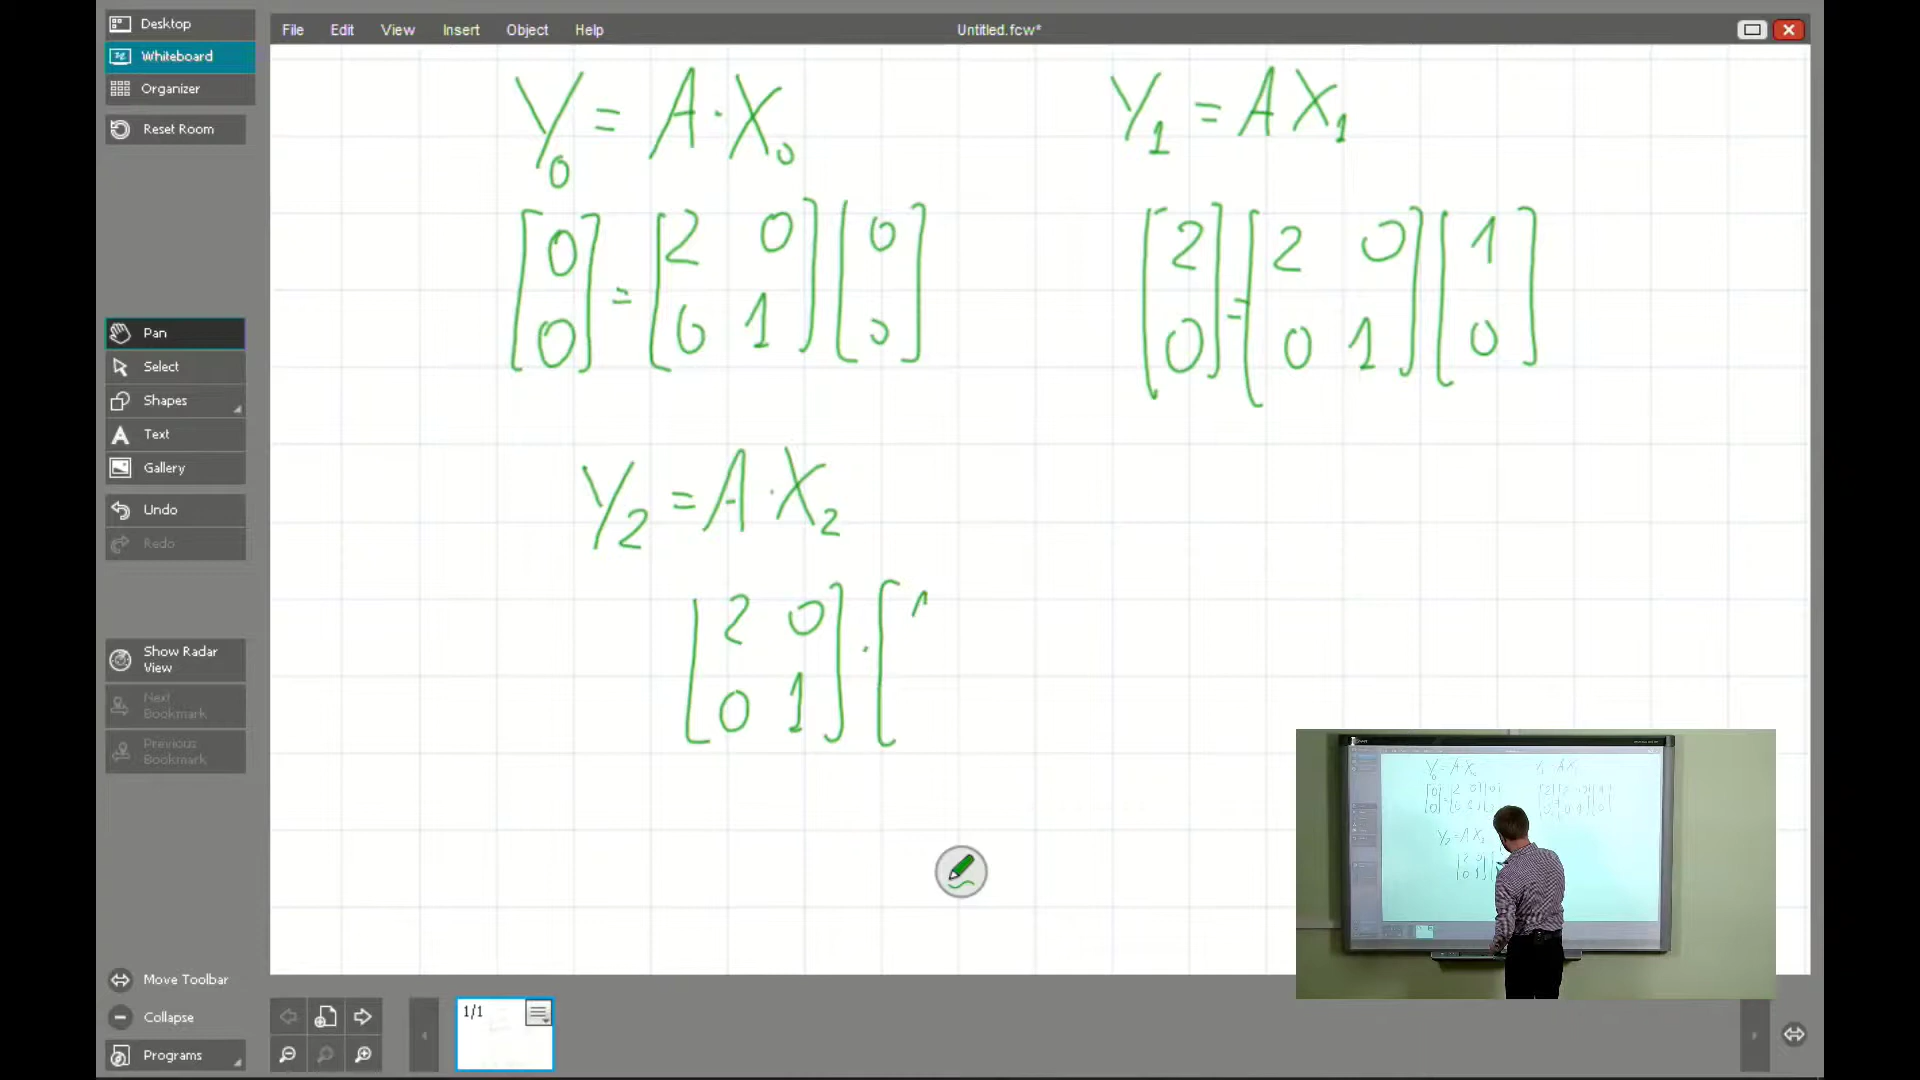 Desktop
Whiteboard
Organizer
Reset Room
Pan
Select
Shapes
Text
Gallery
Undo
Redo
Show Radar
View
Next
Bookmark
Previous
Bookmark
Move Toolbar
Collapse
Programs
File Edit View Insert Object Help
Untitled.fcw*
Y₀ = A · X₀
[0 0] = [2 0 0 1] [0 0]
Y₁ = A X₁
[2 0] = [2 0 0 1] [1 0]
Y₂ = A · X₂
[2 0 0 1] · [
1/1